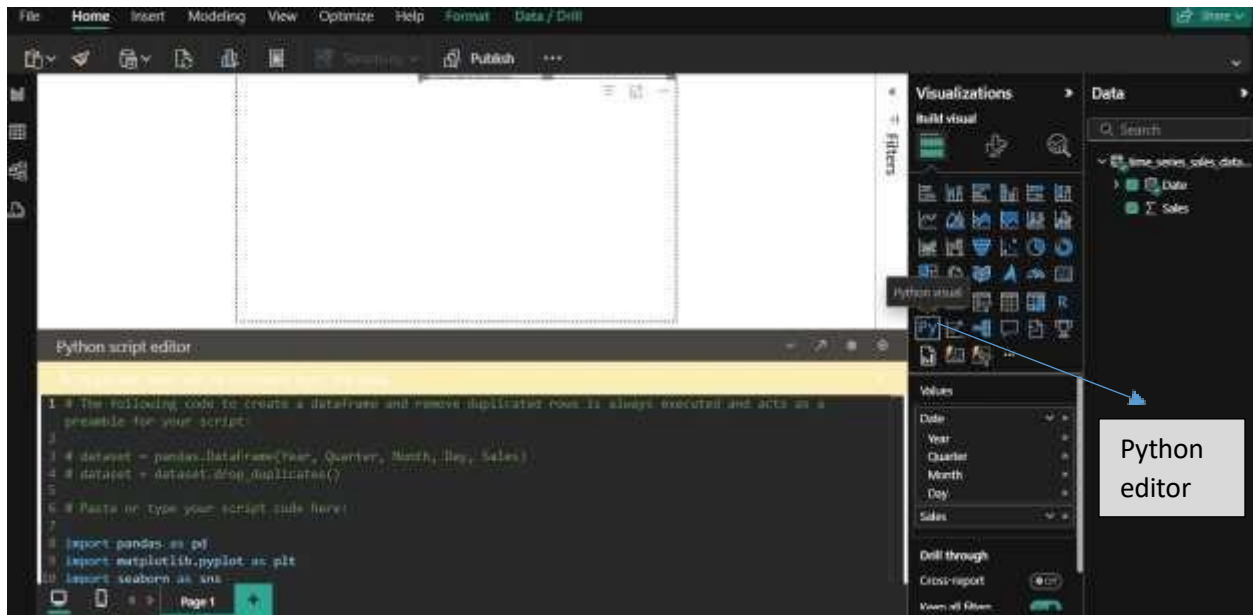 File Home Insert Modeling View Optimize Help Format Data / Drill
Share
Publish
Visualizations
Data
Build visual
Search
Filters
time_series_sales_data...
Date
Sales
Python visual
Python script editor
1 # The following code to create a dataframe and remove duplicated rows is always executed and acts as a
preamble for your script:
2
3 # dataset = pandas.DataFrame(Year, Quarter, Month, Day, Sales)
4 # dataset = dataset.drop_duplicates()
5
6 # Paste or type your script code here:
7
8 import pandas as pd
9 import matplotlib.pyplot as plt
10 import seaborn as sns
Values
Date
Year
Quarter
Month
Day
Sales
Drill through
Cross-report
Off
Keep all filters
Python
editor
Page 1